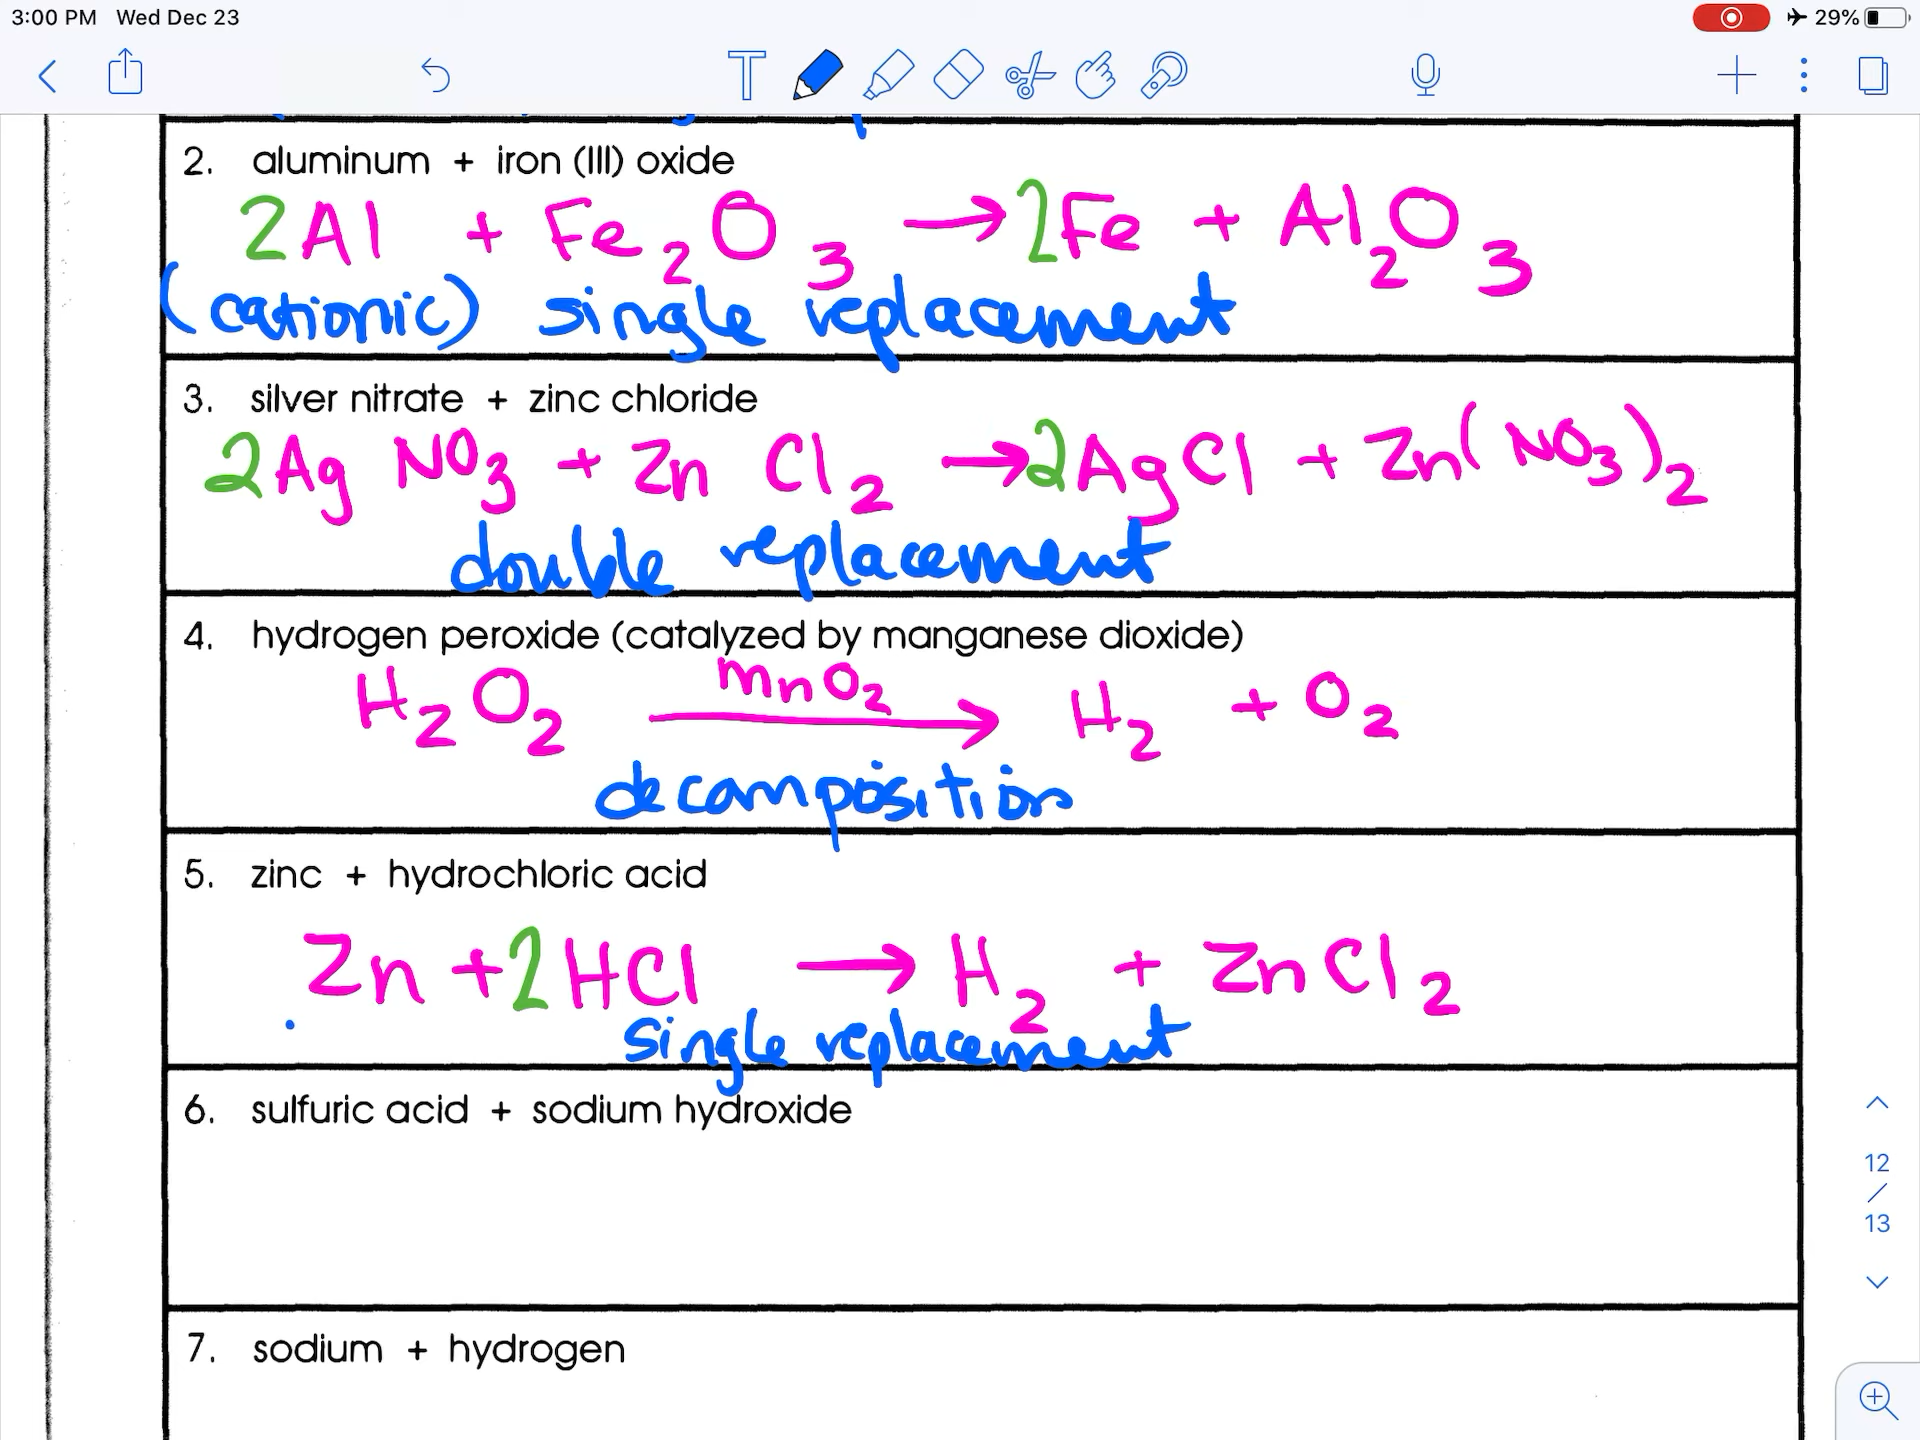 3:00 PM Wed Dec 23 29%
2. aluminum + iron (III) oxide
2Al + Fe₂O₃ → 2Fe + Al₂O₃
(cationic) single replacement
3. silver nitrate + zinc chloride
2AgNO₃ + ZnCl₂ → 2AgCl + Zn(NO₃)₂
double replacement
4. hydrogen peroxide (catalyzed by manganese dioxide)
MnO₂
H₂O₂ → H₂ + O₂
decomposition
5. zinc + hydrochloric acid
Zn + 2HCl → H₂ + ZnCl₂
single replacement
6. sulfuric acid + sodium hydroxide
12
/
13
7. sodium + hydrogen